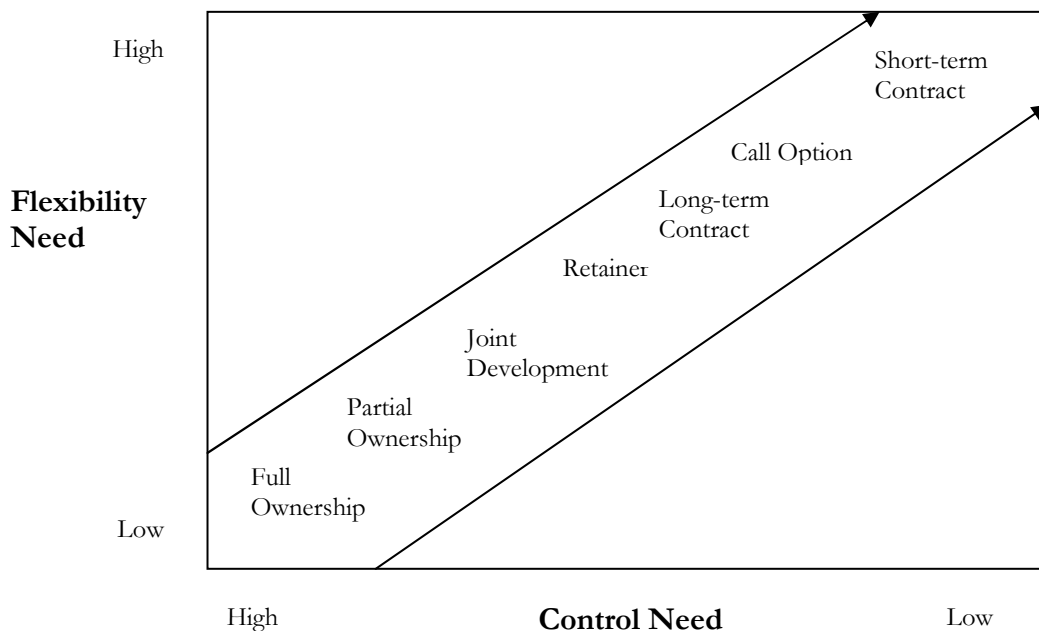 High
Short-term
Contract
Call Option
Flexibility
Need
Long-term
Contract
Retainer
Joint
Development
Partial
Ownership
Full
Ownership
Low
High
Control Need
Low